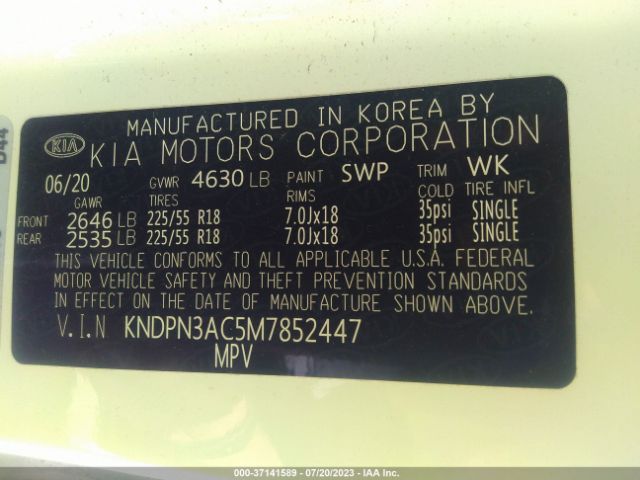 MANUFACTURED IN KOREA BY
KIA KIA MOTORS CORPORATION
06/20 GVWR 4630 LB PAINT SWP TRIM WK
GAWR TIRES RIMS COLD TIRE INFL
FRONT 2646 LB 225/55 R18 7.0Jx18 35psi SINGLE
REAR 2535 LB 225/55 R18 7.0Jx18 35psi SINGLE
THIS VEHICLE CONFORMS TO ALL APPLICABLE U.S.A. FEDERAL
MOTOR VEHICLE SAFETY AND THEFT PREVENTION STANDARDS
IN EFFECT ON THE DATE OF MANUFACTURE SHOWN ABOVE.
V.I.N KNDPN3AC5M7852447
MPV
000-37141589 - 07/20/2023 - IAA Inc.